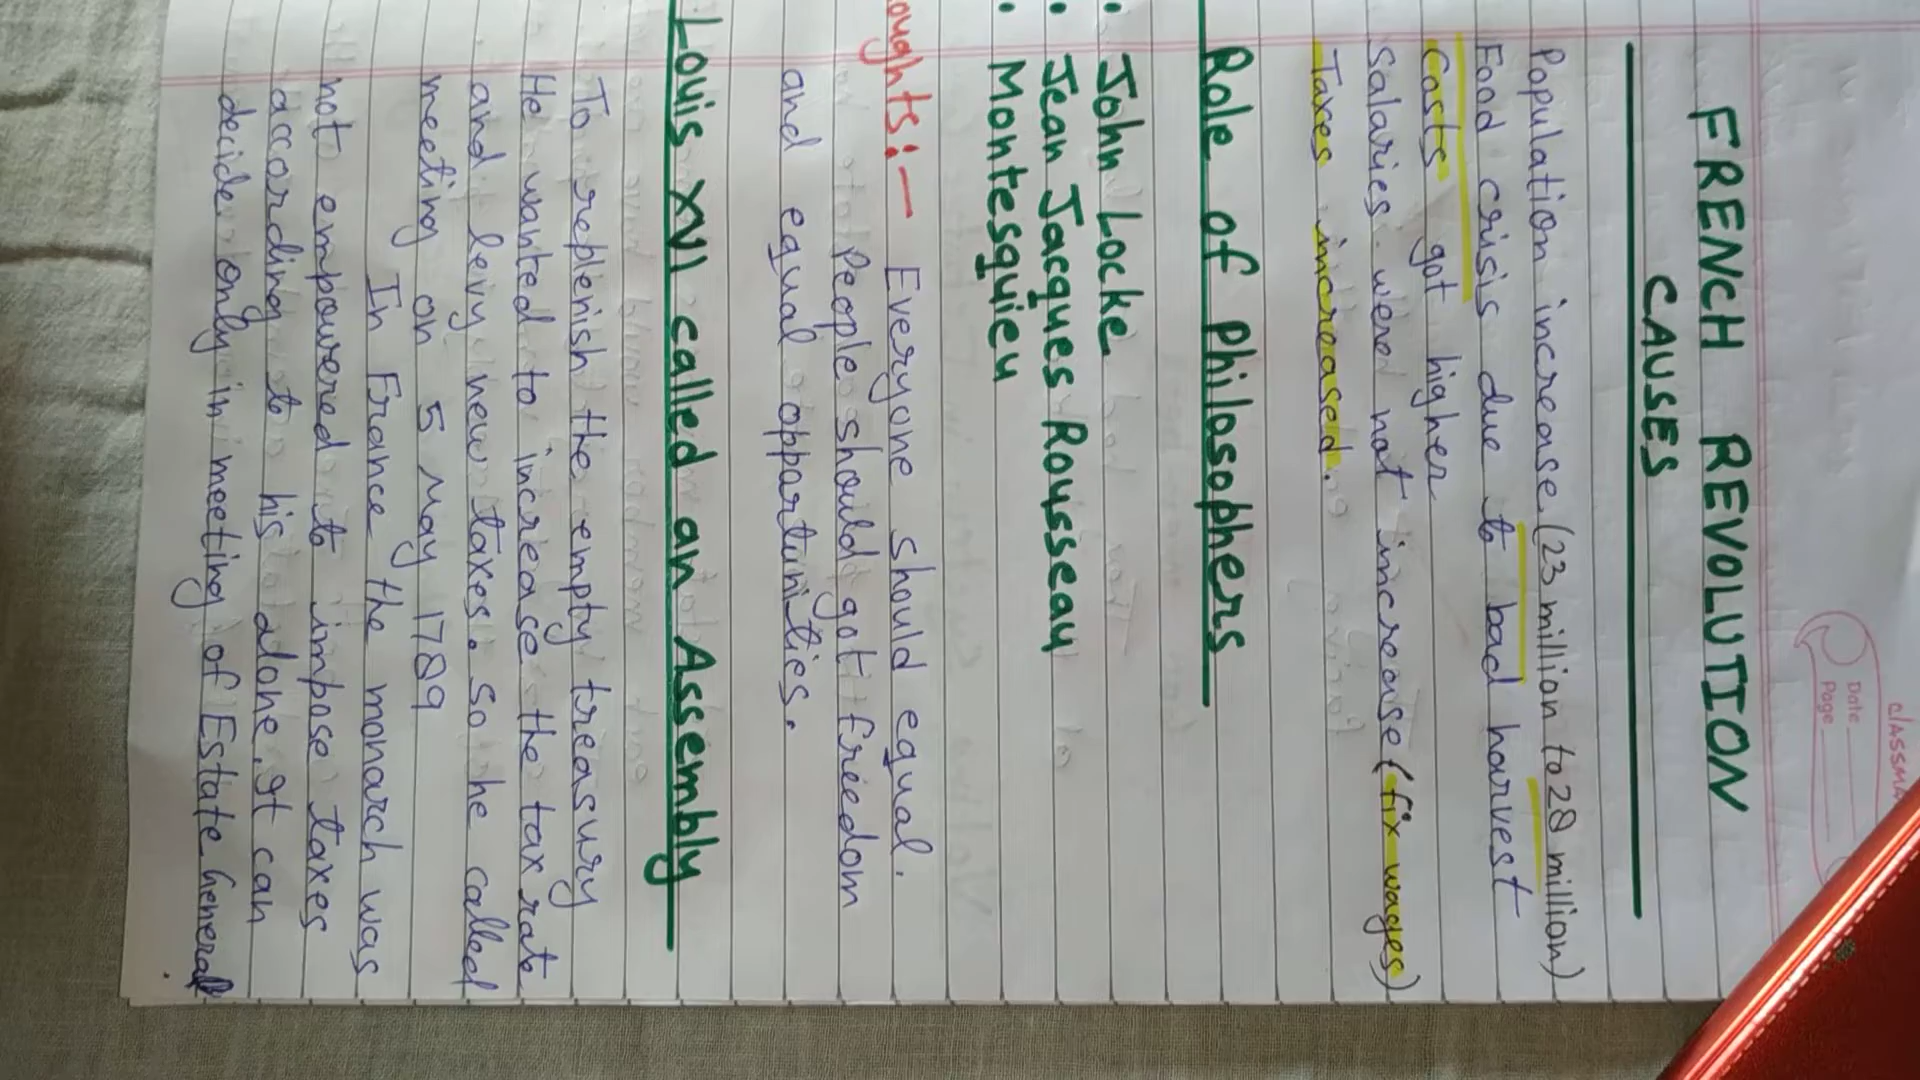 classma
Date
Page
FRENCH REVOLUTION
CAUSES
Population increase (23 million to 28 million)
Food crisis due to bad harvest
Costs got higher
Salaries were not increase (fix wages)
Taxes increased.
Role of Philosophers
• John Locke
• Jean Jacques Rousseau
• Montesquieu
oughts:- Everyone should equal.
People should got freedom
and equal opportunities.
Louis XVI called an Assembly
To replenish the empty treasury
He wanted to increase the tax rate
and levy new taxes. So he called
meeting on 5 May 1789
In France the monarch was
not empowered to impose taxes
according to his alone, It can
decide only in meeting of Estate General